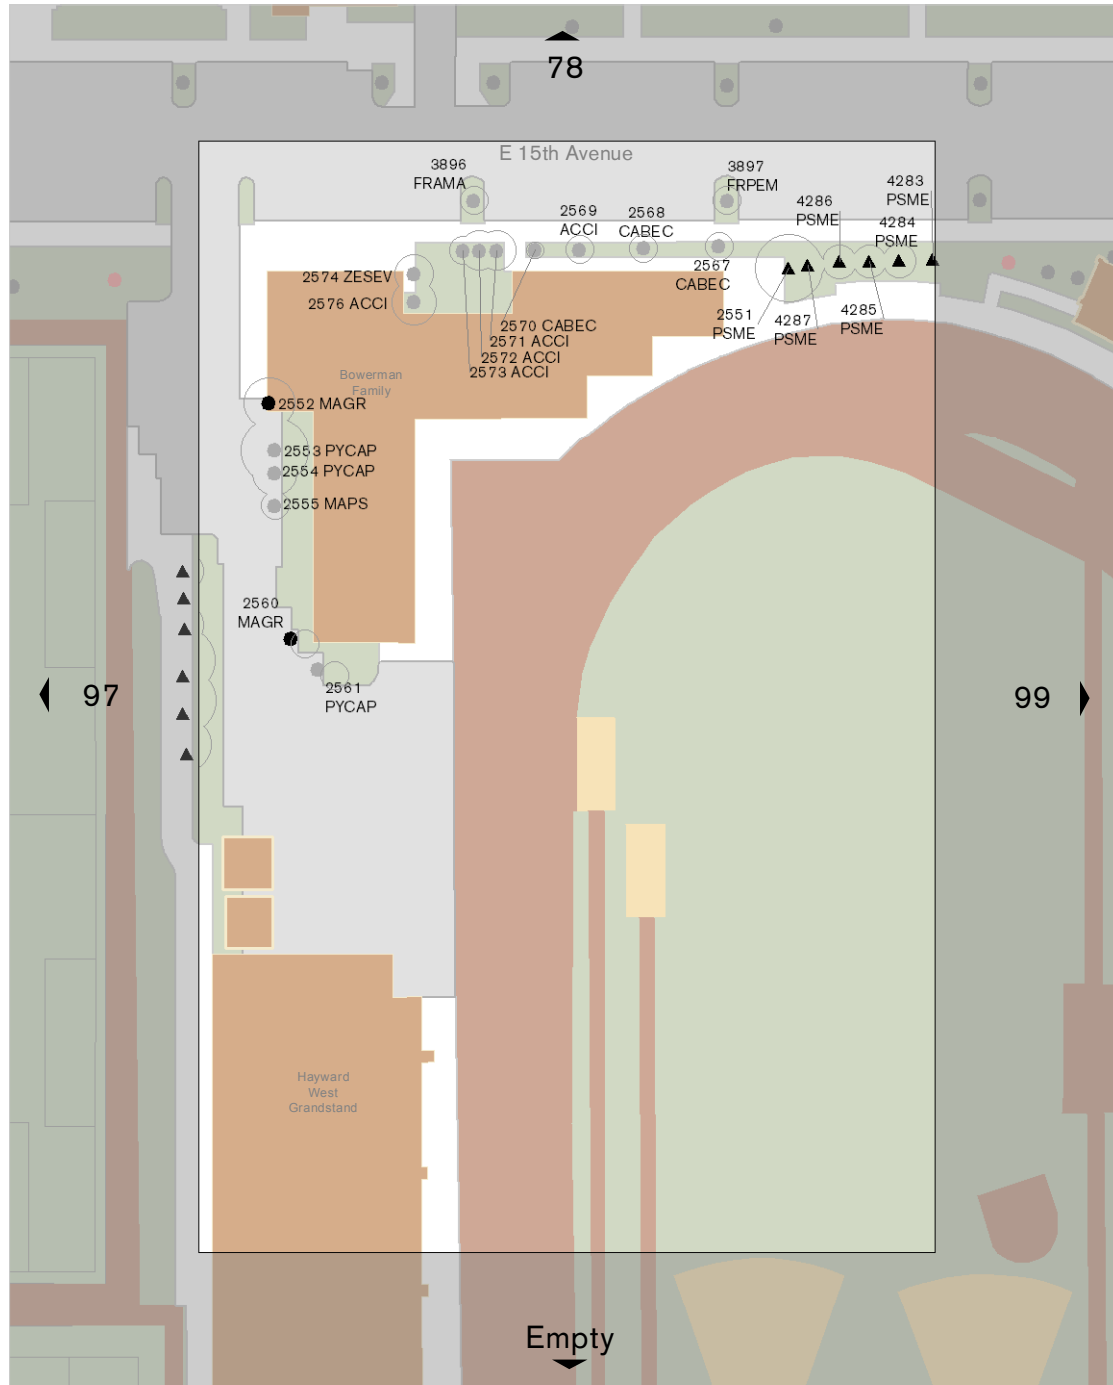 78
E 15th Avenue
3896
FRAMA
3897
FRPEM
4283
PSME
4286
PSME
2569
ACCI
2568
CABEC
4284
PSME
2574 ZESEV
2567
CABEC
2576 ACCI
2551
PSME
4287
PSME
4285
PSME
2570 CABEC
2571 ACCI
2572 ACCI
2573 ACCI
Bowerman
Family
2552 MAGR
2553 PYCAP
2554 PYCAP
2555 MAPS
2560
MAGR
2561
PYCAP
97
99
Hayward
West
Grandstand
Empty